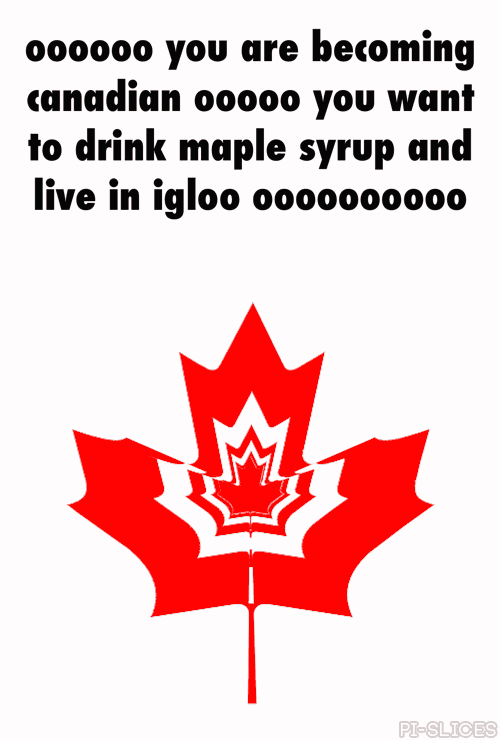 oooooo you are becoming
canadian ooooo you want
to drink maple syrup and
live in igloo oooooooooo
PI-SLICES